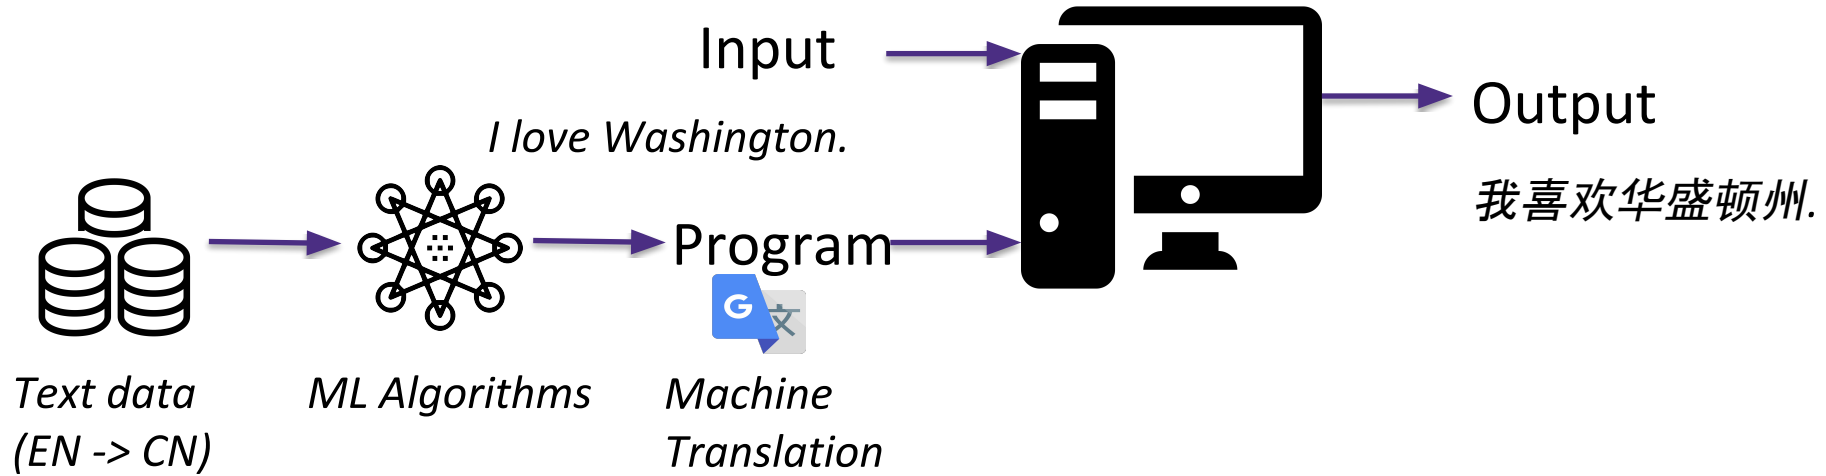 Input
I love Washington.
Output
我喜欢华盛顿州.
Program
G 文
Text data
(EN -> CN)
ML Algorithms
Machine
Translation